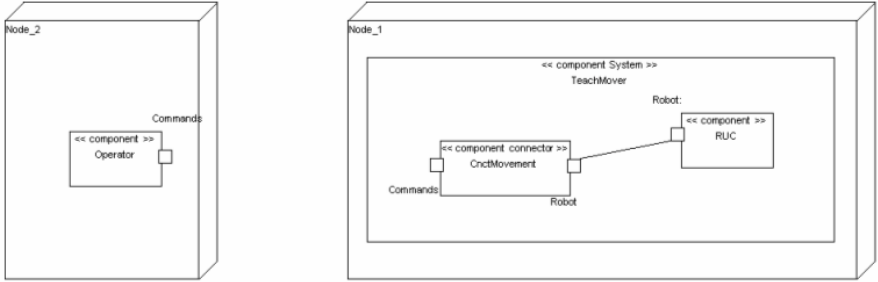 Node_2
Commands
<< component >>
Operator
Node_1
<< component System >>
TeachMover
Robot:
<< component >>
RUC
<< component connector >>
CnctMovement
Commands
Robot